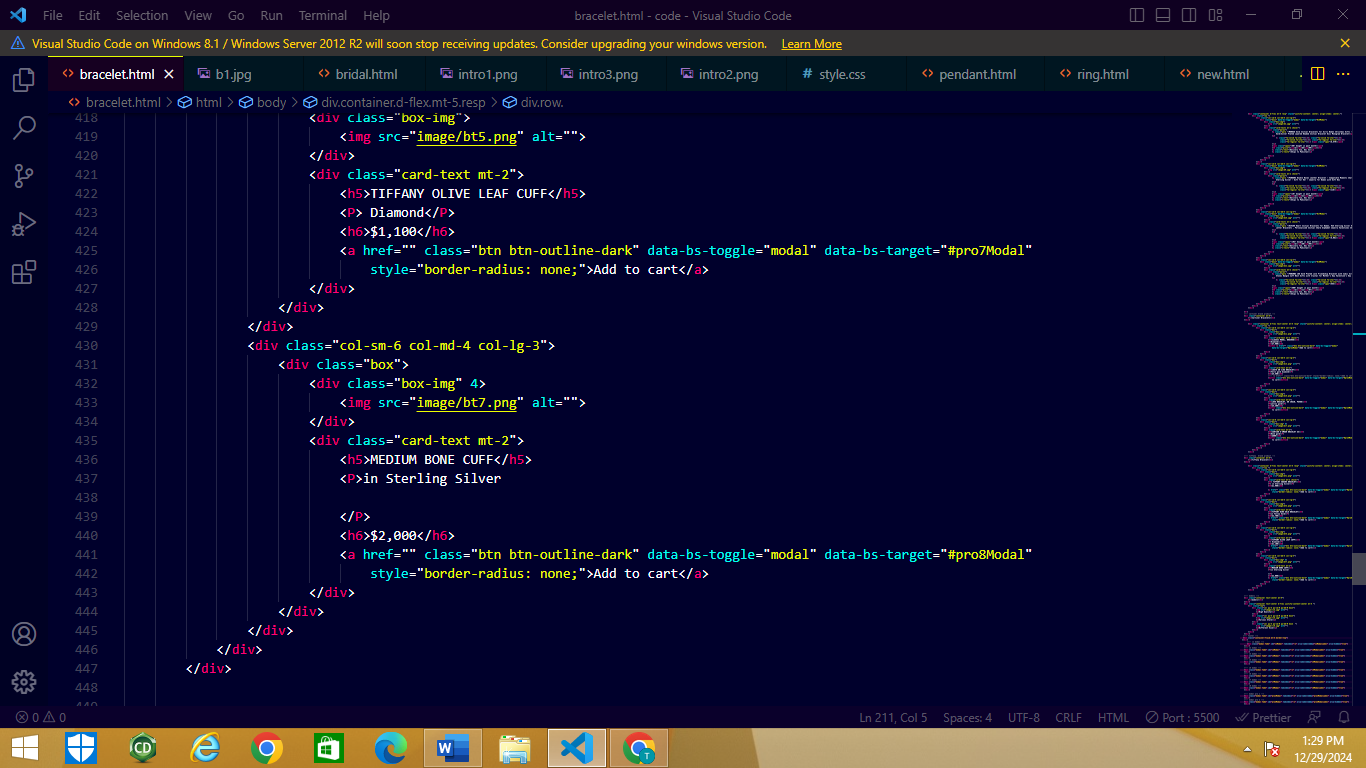 File Edit Selection View Go Run Terminal Help bracelet.html - code - Visual Studio Code
Visual Studio Code on Windows 8.1 / Windows Server 2012 R2 will soon stop receiving updates. Consider upgrading your windows version. Learn More
bracelet.html b1.jpg bridal.html intro1.png intro3.png intro2.png # style.css pendant.html ring.html new.html
bracelet.html > html > body > div.container.d-flex.mt-5.resp > div.row.
418 <div class="box-img">
419 <img src="image/bt5.png" alt="">
420 </div>
421 <div class="card-text mt-2">
422 <h5>TIFFANY OLIVE LEAF CUFF</h5>
423 <P> Diamond</P>
424 <h6>$1,100</h6>
425 <a href="" class="btn btn-outline-dark" data-bs-toggle="modal" data-bs-target="#pro7Modal"
426 style="border-radius: none;">Add to cart</a>
427 </div>
428 </div>
429 </div>
430 <div class="col-sm-6 col-md-4 col-lg-3">
431 <div class="box">
432 <div class="box-img" 4>
433 <img src="image/bt7.png" alt="">
434 </div>
435 <div class="card-text mt-2">
436 <h5>MEDIUM BONE CUFF</h5>
437 <P>in Sterling Silver
438
439 </P>
440 <h6>$2,000</h6>
441 <a href="" class="btn btn-outline-dark" data-bs-toggle="modal" data-bs-target="#pro8Modal"
442 style="border-radius: none;">Add to cart</a>
443 </div>
444 </div>
445 </div>
446 </div>
447 </div>
448
449
0 0 Ln 211, Col 5 Spaces: 4 UTF-8 CRLF HTML Port : 5500 Prettier
CD
W
T
1:29 PM
12/29/2024